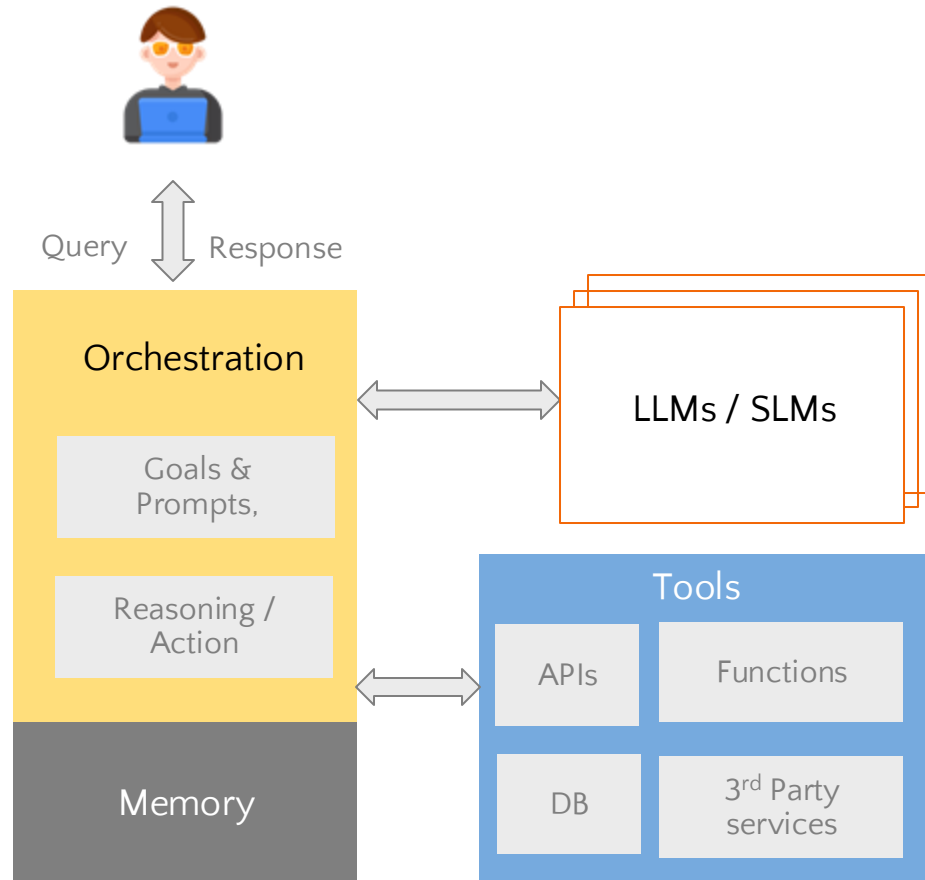 Query
Response
Orchestration
Goals &
Prompts,
Reasoning /
Action
Memory
LLMs / SLMs
Tools
APIs
Functions
DB
3rd Party
services